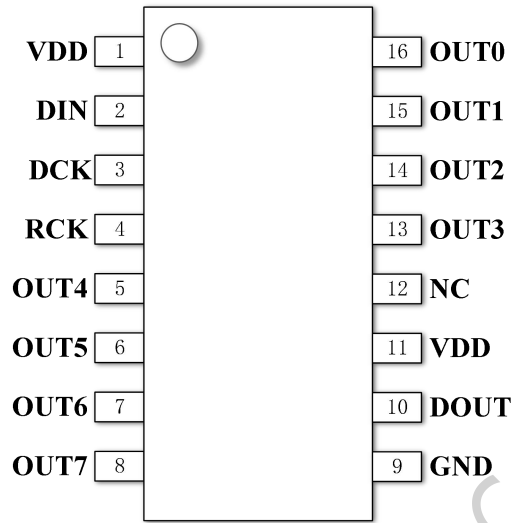 VDD 1 16 OUT0
DIN 2 15 OUT1
DCK 3 14 OUT2
RCK 4 13 OUT3
OUT4 5 12 NC
OUT5 6 11 VDD
OUT6 7 10 DOUT
OUT7 8 9 GND